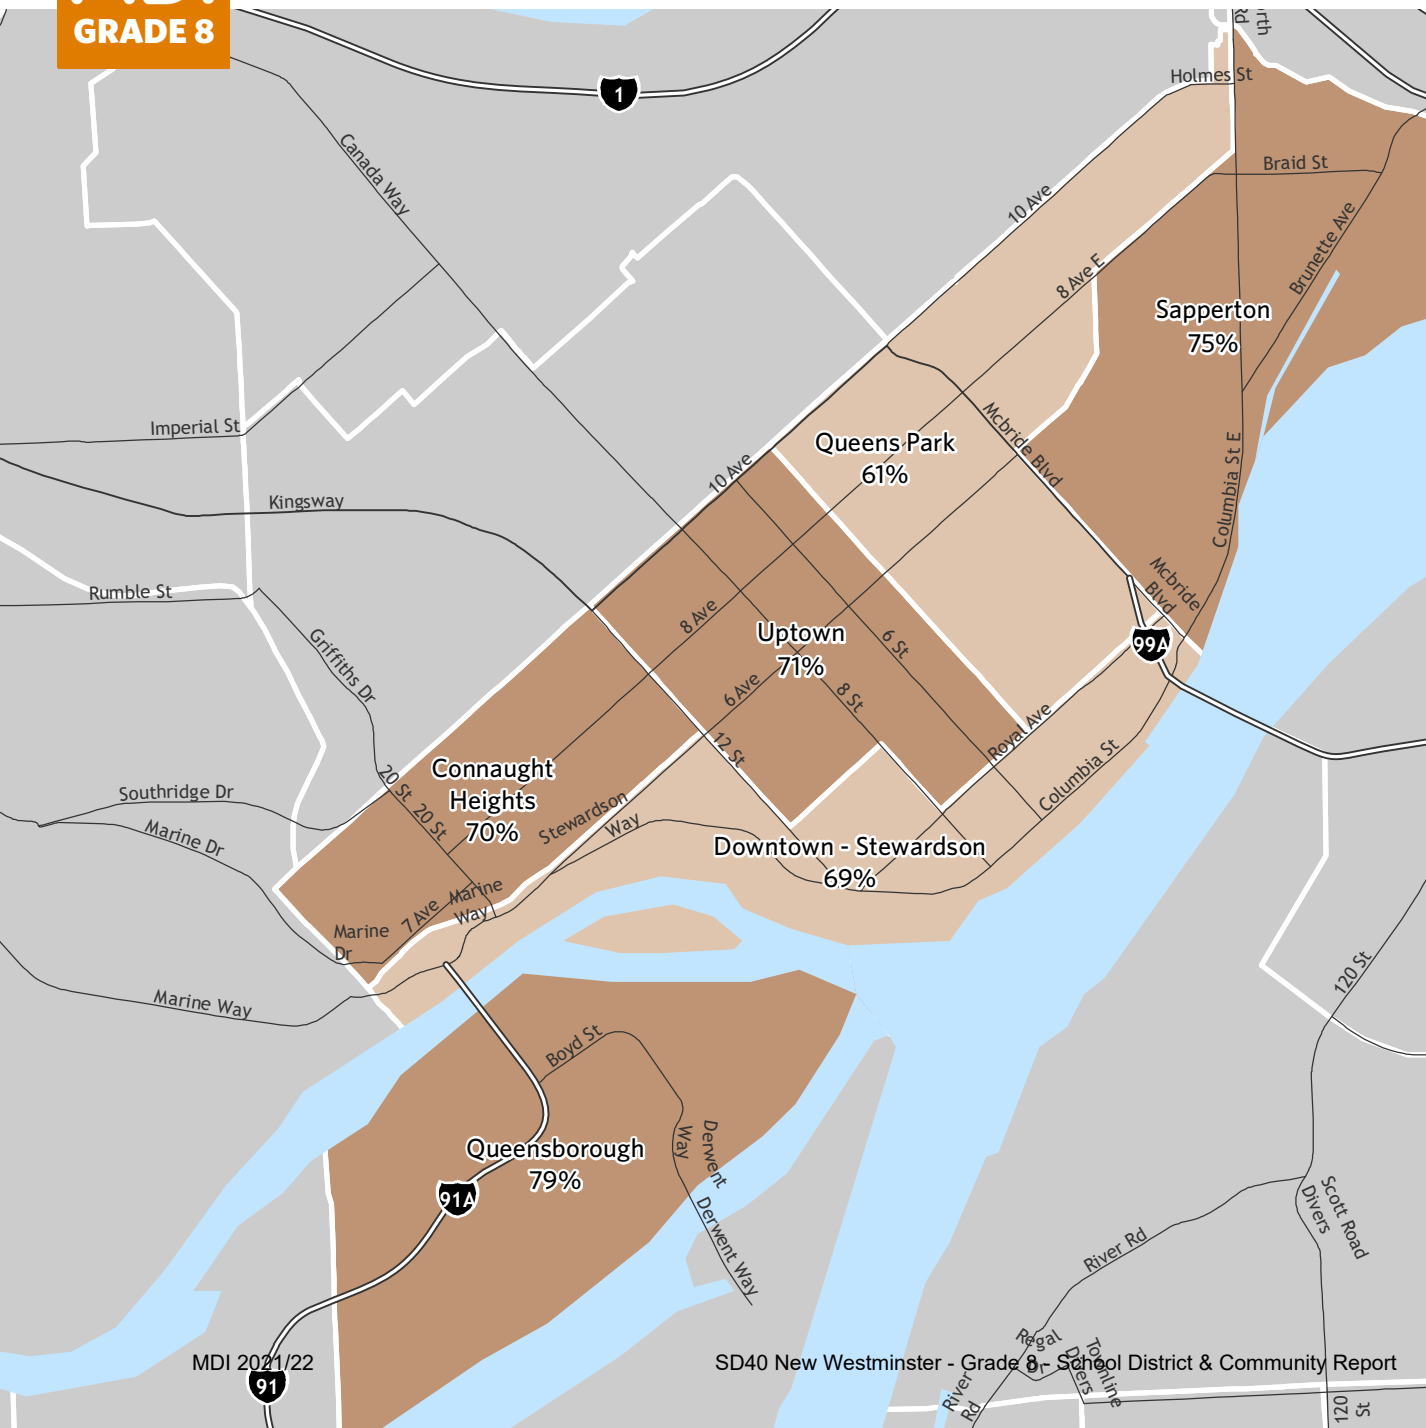 GRADE 8
rth
Rd
Holmes St
1
Canada Way
Braid St
10 Ave
Brunette Ave
8 Ave E
Sapperton
75%
Imperial St
Mcbride Blvd
Queens Park
61%
Columbia St E
10 Ave
Kingsway
Mcbride
Blvd
Rumble St
8 Ave
Uptown
71%
6 St
99A
Griffiths Dr
6 Ave
8 St
Royal Ave
12 St
Columbia St
Connaught
Heights
70%
20 St
20 St
Southridge Dr
Stewardson
Way
Marine Dr
Downtown - Stewardson
69%
Marine
Way
7 Ave
Marine
Dr
120 St
Marine Way
Boyd St
Derwent
Way
Queensborough
79%
91A
Scott Road
Divers
Derwent Way
River Rd
Regal
Dr
Townline
Divers
MDI 2021/22
SD40 New Westminster - Grade 8 - School District & Community Report
91
River
Rd
120
St